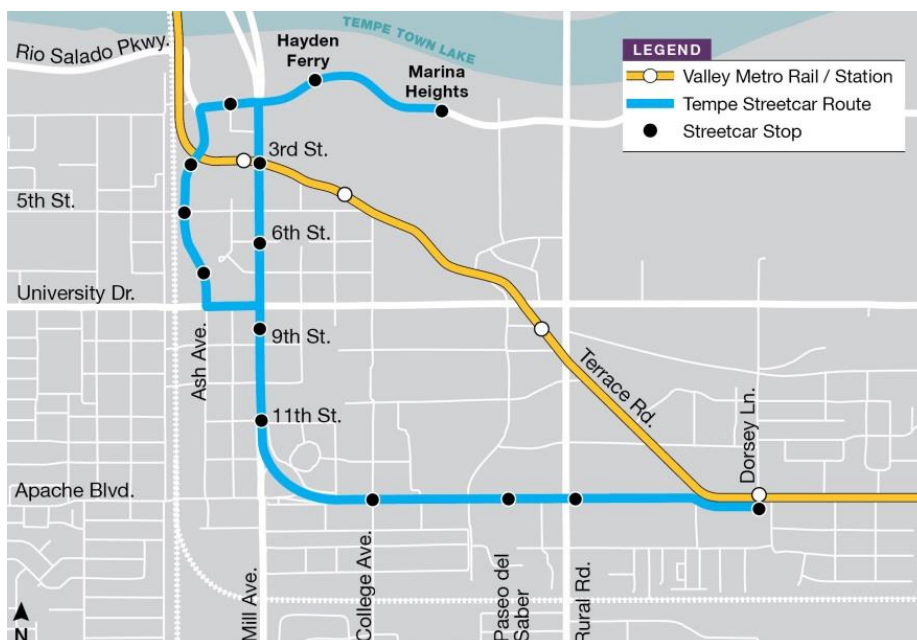 TEMPE TOWN LAKE
Rio Salado Pkwy.
Hayden
Ferry
Marina
Heights
LEGEND
Valley Metro Rail / Station
Tempe Streetcar Route
Streetcar Stop
3rd St.
5th St.
6th St.
University Dr.
9th St.
Ash Ave.
Terrace Rd.
Dorsey Ln.
11th St.
Apache Blvd.
Mill Ave.
College Ave.
Paseo del
Saber
Rural Rd.
N